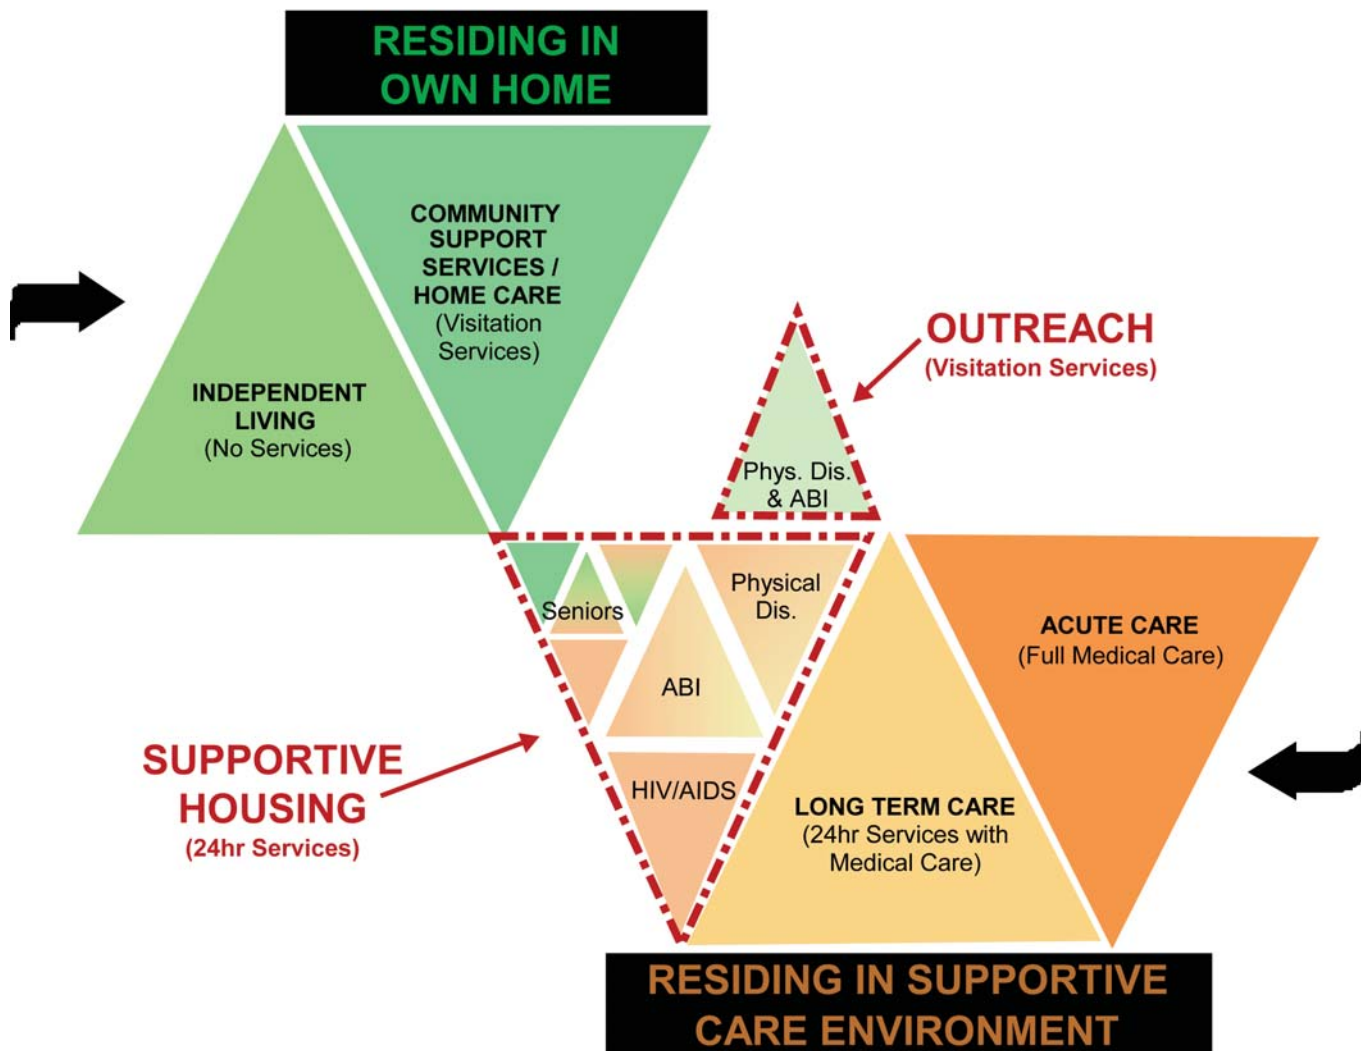 RESIDING IN
OWN HOME
COMMUNITY
SUPPORT
SERVICES /
HOME CARE
(Visitation
Services)
INDEPENDENT
LIVING
(No Services)
OUTREACH
(Visitation Services)
Phys. Dis.
& ABI
Seniors
Physical
Dis.
ABI
HIV/AIDS
SUPPORTIVE
HOUSING
(24hr Services)
ACUTE CARE
(Full Medical Care)
LONG TERM CARE
(24hr Services with
Medical Care)
RESIDING IN SUPPORTIVE
CARE ENVIRONMENT